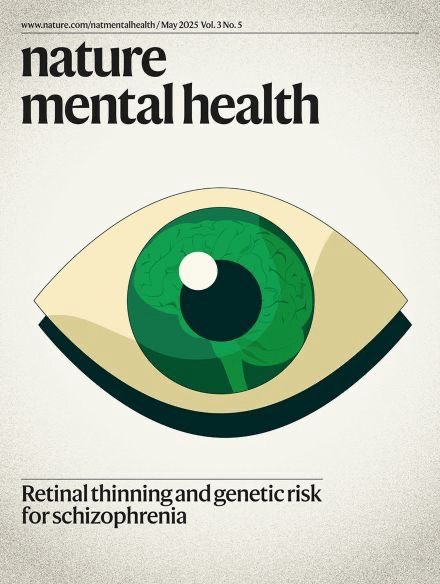 www.nature.com/natmentalhealth / May 2025 Vol. 3 No. 5
nature
mental health
Retinal thinning and genetic risk
for schizophrenia